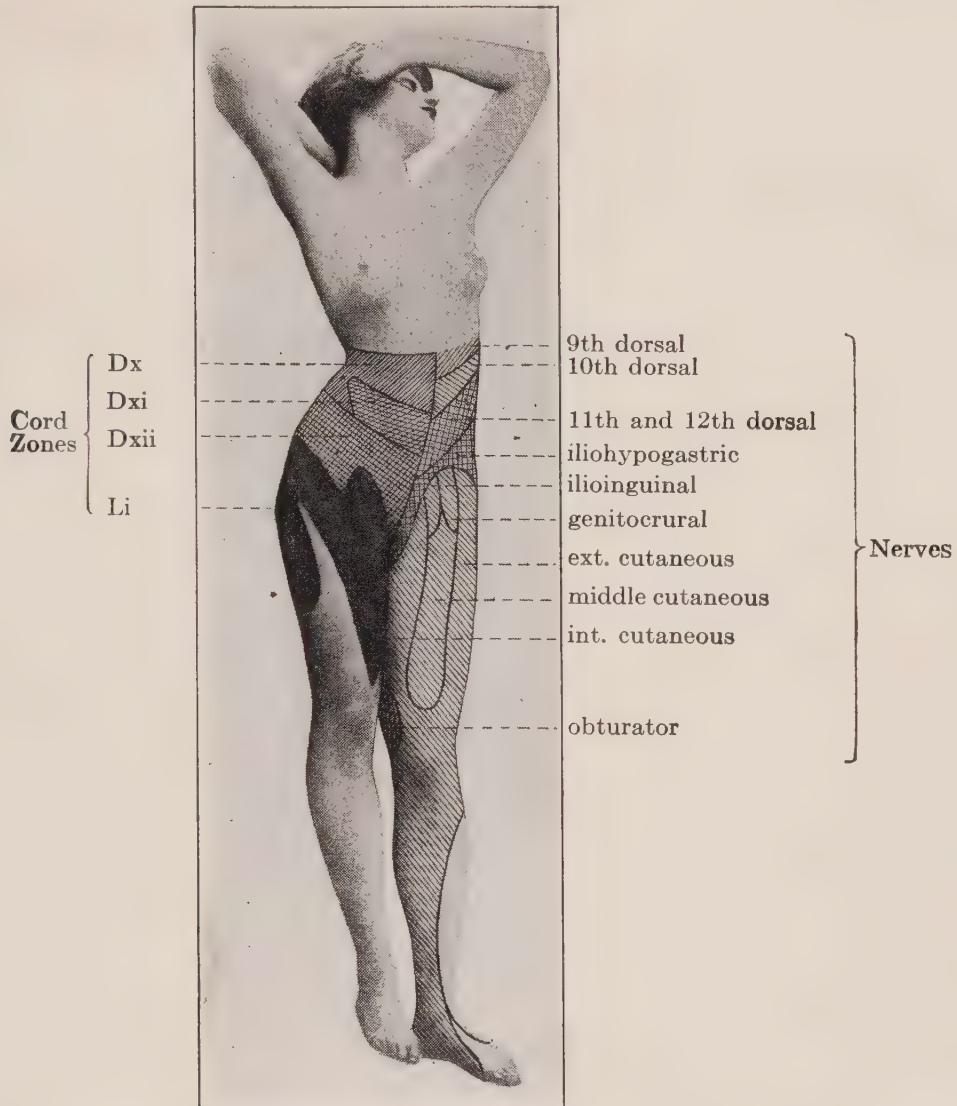 Cord
Zones
Dx
Dxi
Dxii
Li
9th dorsal
10th dorsal
11th and 12th dorsal
iliohypogastric
ilioinguinal
genitocrural
ext. cutaneous
middle cutaneous
int. cutaneous
obturator
Nerves